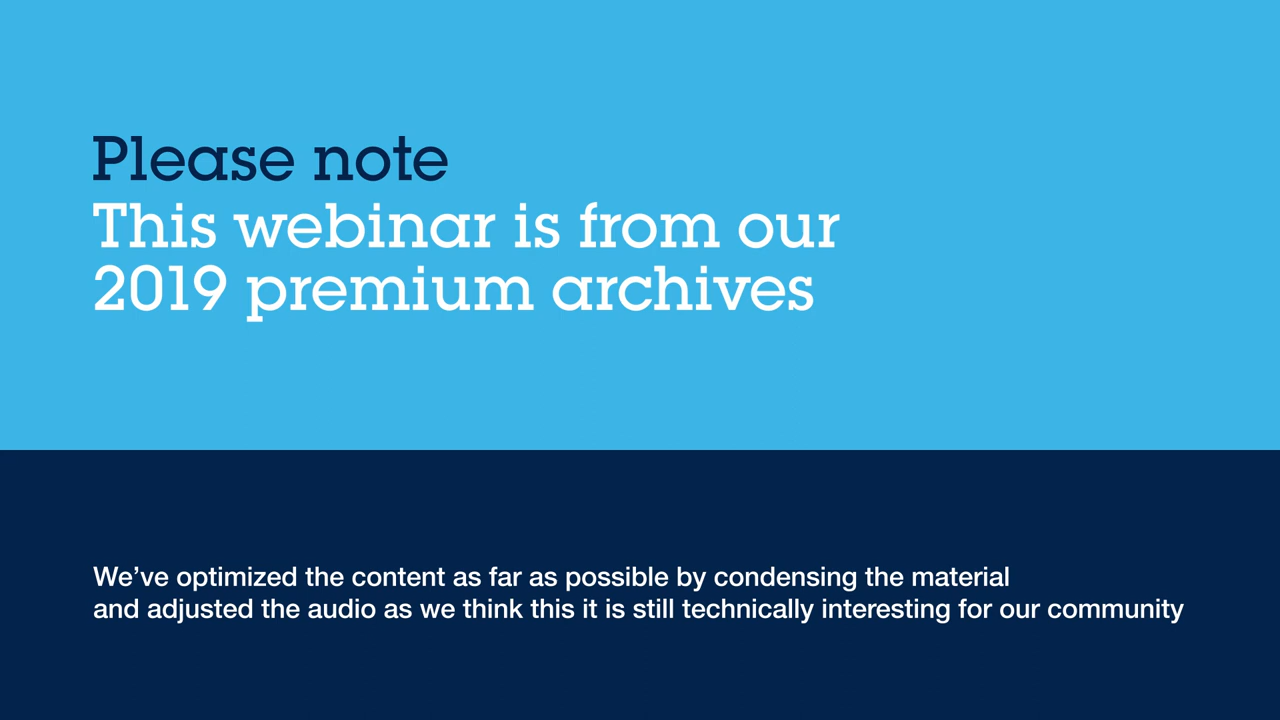 Please note
This webinar is from our
2019 premium archives
We’ve optimized the content as far as possible by condensing the material
and adjusted the audio as we think this it is still technically interesting for our community